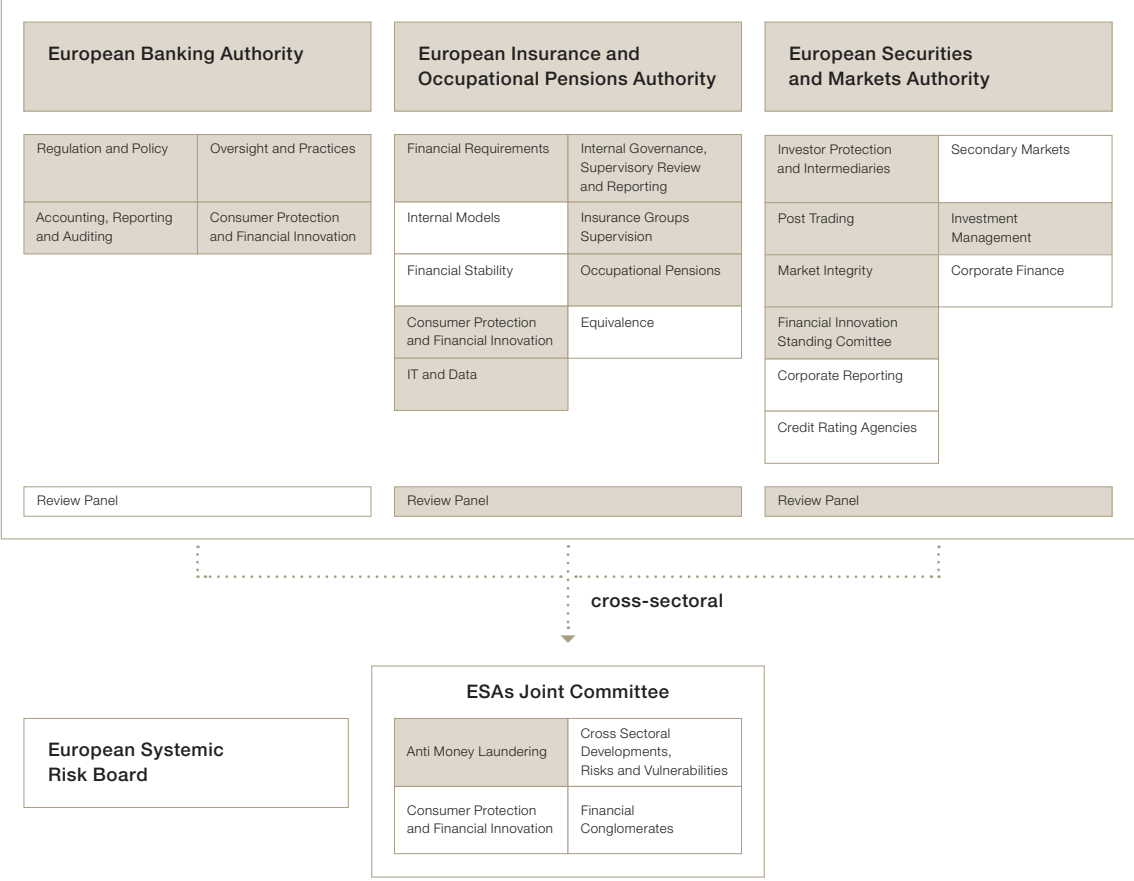 European Banking Authority
European Insurance and
Occupational Pensions Authority
European Securities
and Markets Authority
Regulation and Policy
Oversight and Practices
Accounting, Reporting
and Auditing
Consumer Protection
and Financial Innovation
Financial Requirements
Internal Governance,
Supervisory Review
and Reporting
Internal Models
Insurance Groups
Supervision
Financial Stability
Occupational Pensions
Consumer Protection
and Financial Innovation
Equivalence
IT and Data
Investor Protection
and Intermediaries
Secondary Markets
Post Trading
Investment
Management
Market Integrity
Corporate Finance
Financial Innovation
Standing Comittee
Corporate Reporting
Credit Rating Agencies
Review Panel
Review Panel
Review Panel
cross-sectoral
European Systemic
Risk Board
ESAs Joint Committee
Anti Money Laundering
Cross Sectoral
Developments,
Risks and Vulnerabilities
Consumer Protection
and Financial Innovation
Financial
Conglomerates